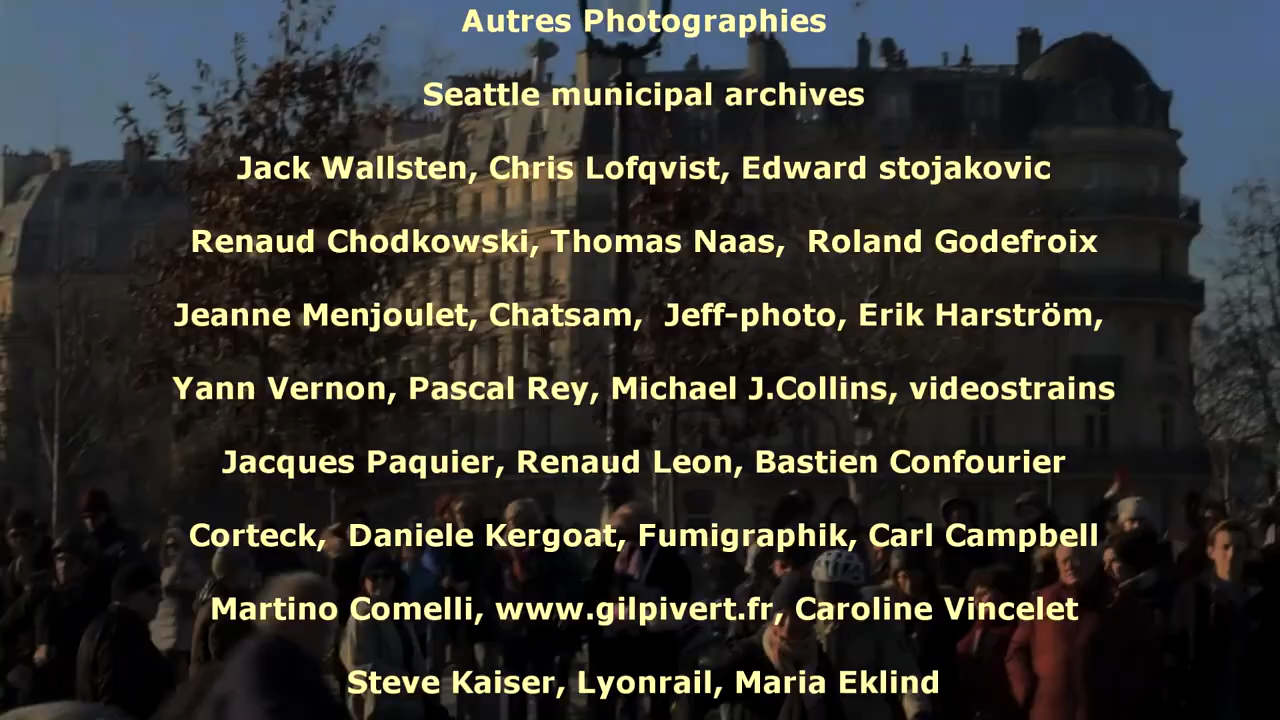 Autres Photographies
Seattle municipal archives
Jack Wallsten, Chris Lofqvist, Edward stojakovic
Renaud Chodkowski, Thomas Naas,  Roland Godefroix
Jeanne Menjoulet, Chatsam,  Jeff-photo, Erik Harström,
Yann Vernon, Pascal Rey, Michael J.Collins, videostrains
Jacques Paquier, Renaud Leon, Bastien Confourier
Corteck,  Daniele Kergoat, Fumigraphik, Carl Campbell
Martino Comelli, www.gilpivert.fr, Caroline Vincelet
Steve Kaiser, Lyonrail, Maria Eklind